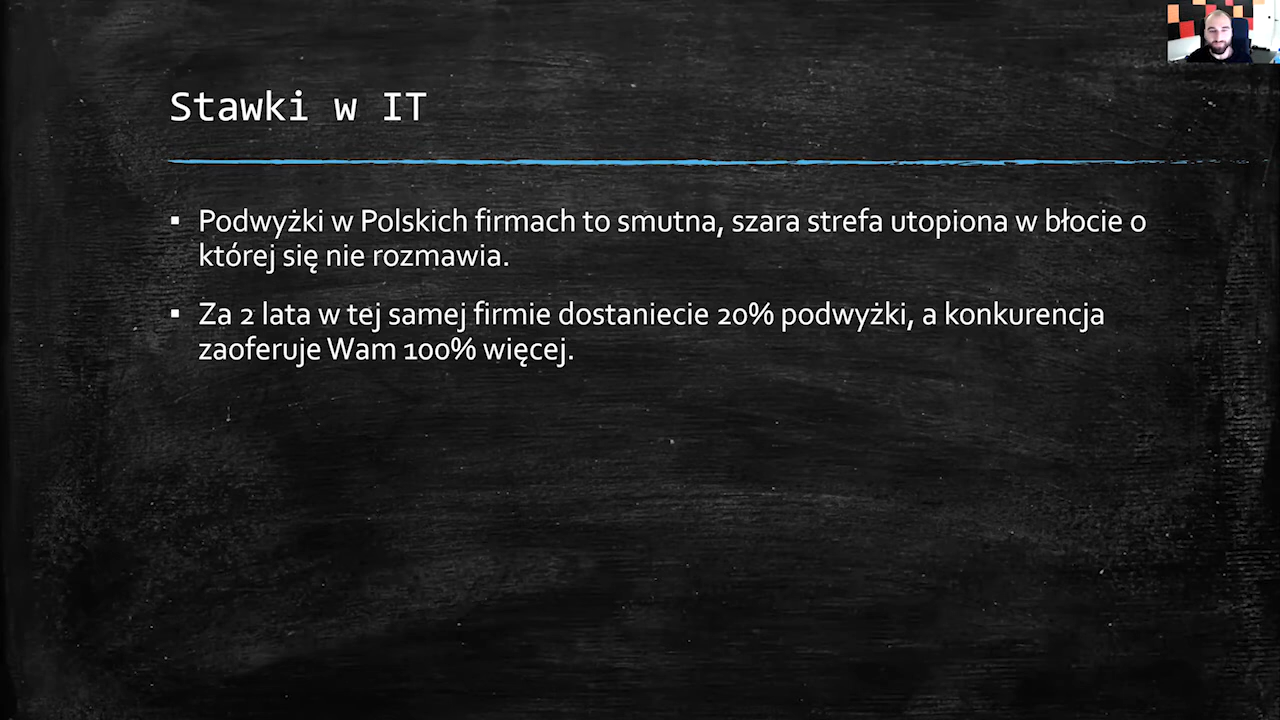 Stawki w IT
▪ Podwyżki w Polskich firmach to smutna, szara strefa utopiona w błocie o
której się nie rozmawia.
▪ Za 2 lata w tej samej firmie dostaniecie 20% podwyżki, a konkurencja
zaoferuje Wam 100% więcej.